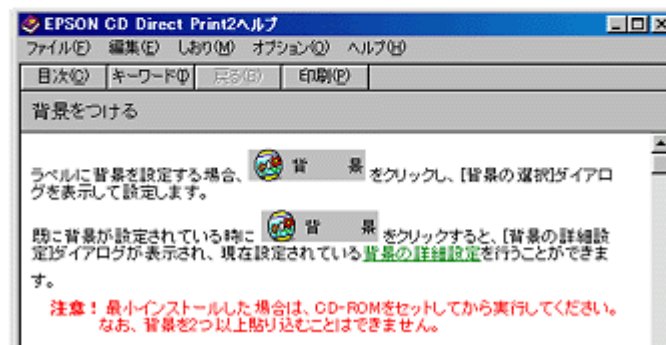 EPSON CD Direct Print2ヘルプ
ファイル(F) 編集(E) しおり(M) オプション(O) ヘルプ(H)
目次(C) キーワード(I) 戻る(B) 印刷(P)
背景をつける
ラベルに背景を設定する場合、 背 景 をクリックし、[背景の選択]ダイアロ
グを表示して設定します。
既に背景が設定されている時に 背 景 をクリックすると、[背景の詳細設
定]ダイアログが表示され、現在設定されている背景の詳細設定を行うことができま
す。
注意！最小インストールした場合は、CD-ROMをセットしてから実行してください。
なお、背景を2つ以上貼り込むことはできません。